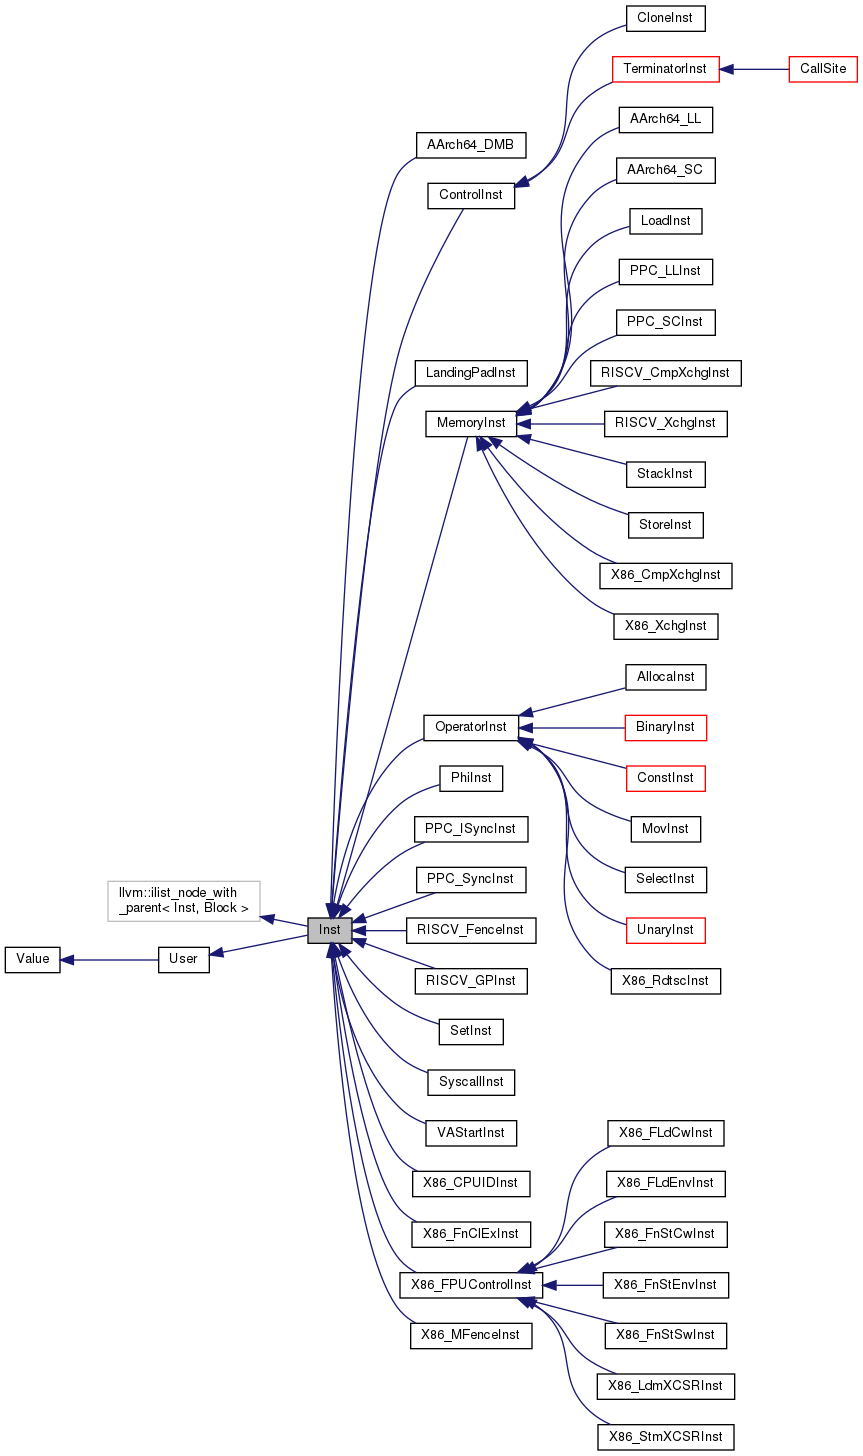 CloneInst
TerminatorInst
CallSite
AArch64_LL
AArch64_DMB
AArch64_SC
ControlInst
LoadInst
PPC_LLInst
PPC_SCInst
LandingPadInst
RISCV_CmpXchgInst
MemoryInst
RISCV_XchgInst
StackInst
StoreInst
X86_CmpXchgInst
X86_XchgInst
AllocaInst
OperatorInst
BinaryInst
PhiInst
ConstInst
PPC_ISyncInst
MovInst
PPC_SyncInst
SelectInst
llvm::ilist_node_with
_parent< Inst, Block >
Inst
RISCV_FenceInst
UnaryInst
Value
User
RISCV_GPInst
X86_RdtscInst
SetInst
SyscallInst
VAStartInst
X86_FLdCwInst
X86_CPUIDInst
X86_FLdEnvInst
X86_FnClExInst
X86_FnStCwInst
X86_FPUControlInst
X86_FnStEnvInst
X86_MFenceInst
X86_FnStSwInst
X86_LdmXCSRInst
X86_StmXCSRInst